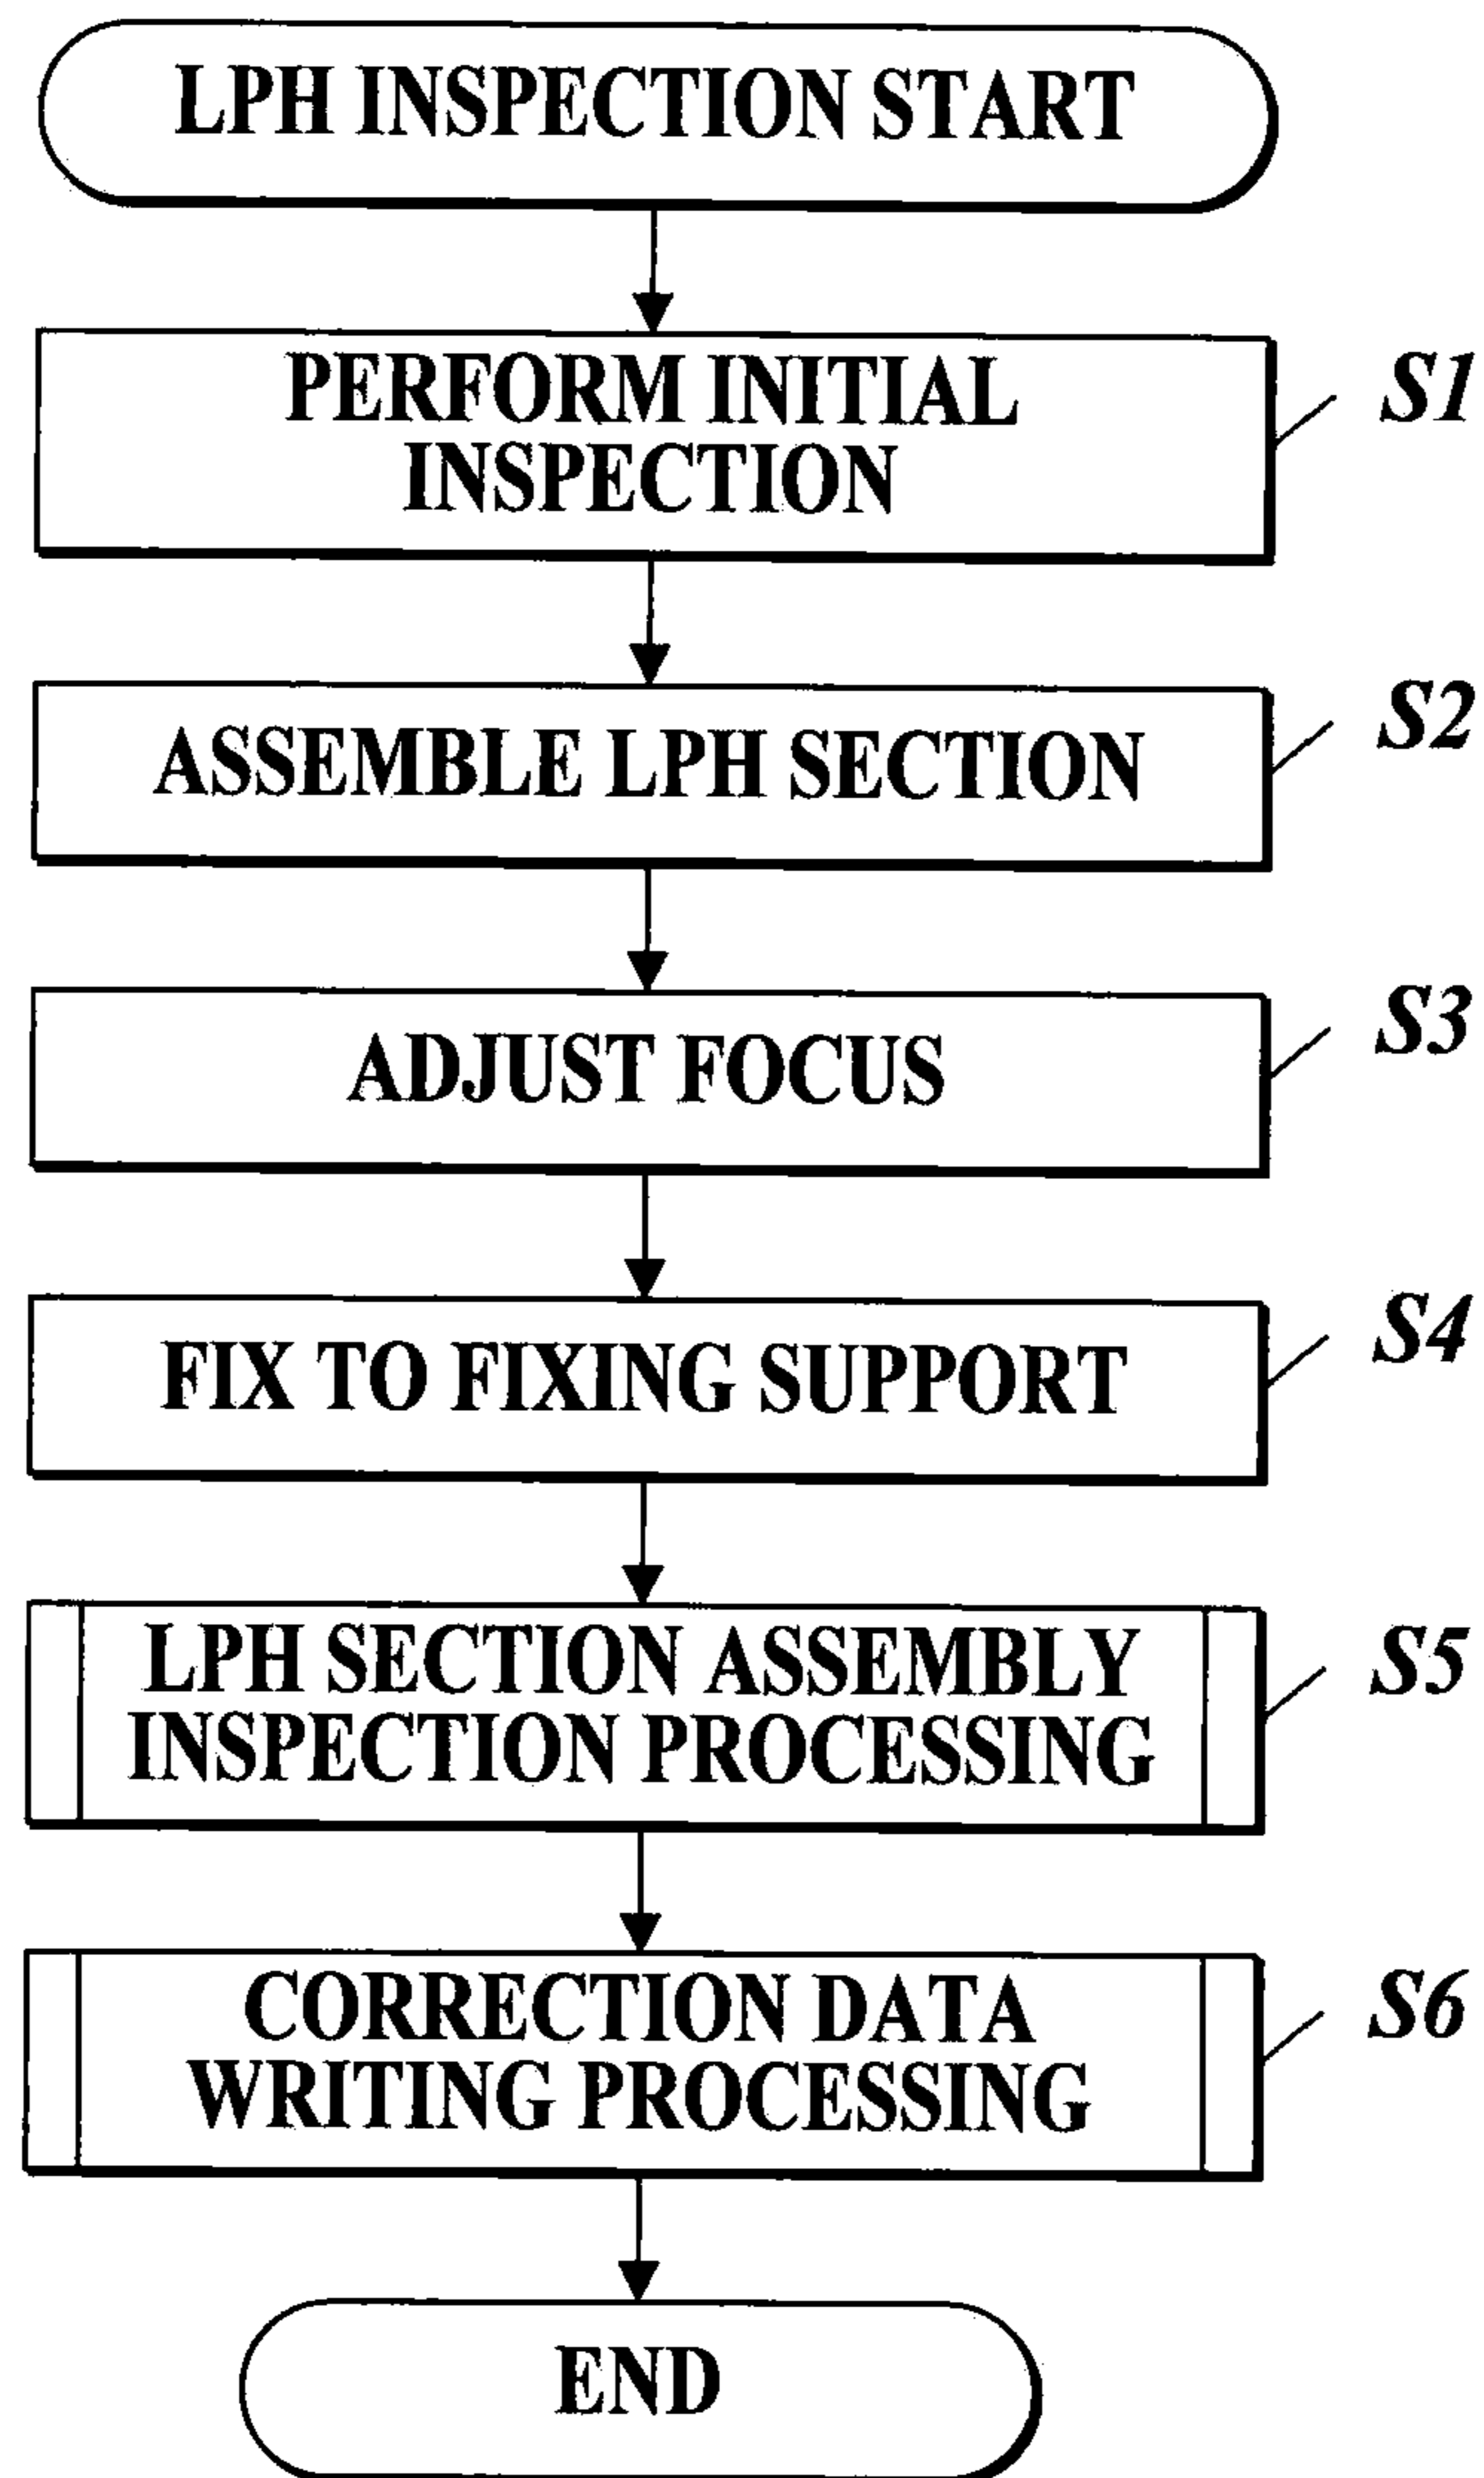 LPH INSPECTION START
PERFORM INITIAL
INSPECTION
S1
ASSEMBLE LPH SECTION
S2
ADJUST FOCUS
S3
FIX TO FIXING SUPPORT
S4
LPH SECTION ASSEMBLY
INSPECTION PROCESSING
S5
CORRECTION DATA
WRITING PROCESSING
S6
END